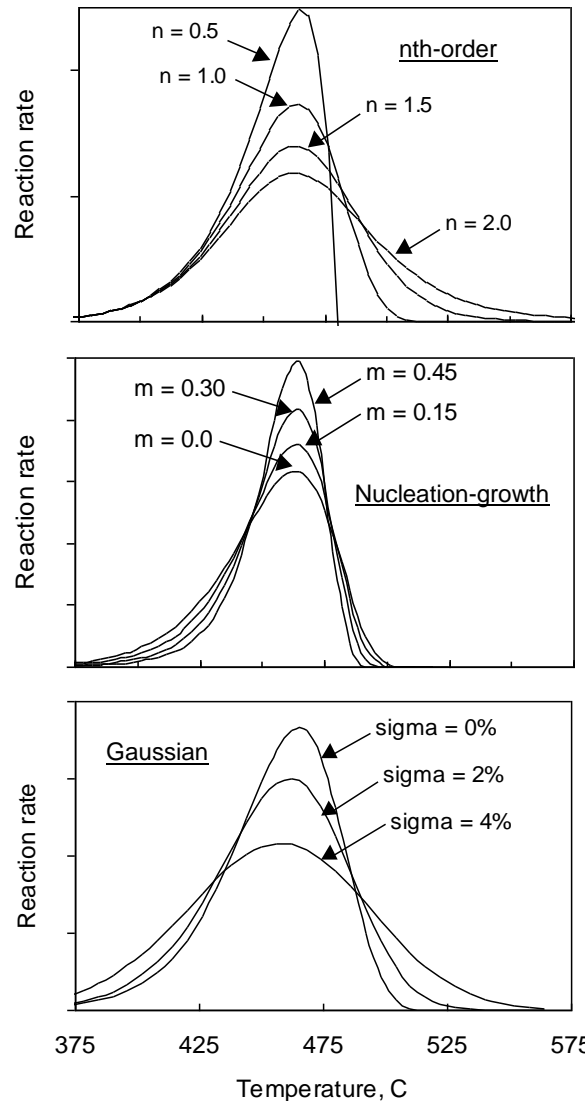 n = 0.5
nth-order
n = 1.0
n = 1.5
n = 2.0
Reaction rate
m = 0.30
m = 0.45
m = 0.15
m = 0.0
Nucleation-growth
Reaction rate
Gaussian
sigma = 0%
sigma = 2%
sigma = 4%
Reaction rate
375
425
475
525
575
Temperature, C